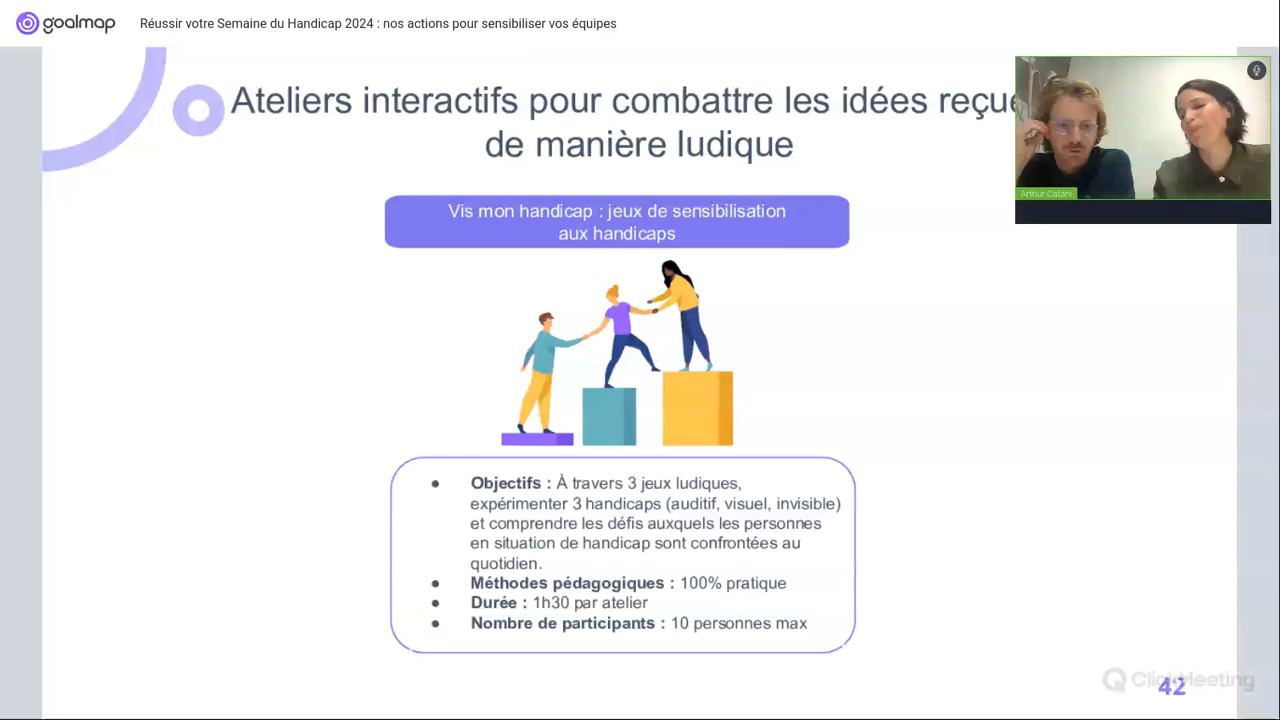 goalmap
Réussir votre Semaine du Handicap 2024 : nos actions pour sensibiliser vos équipes
Ateliers interactifs pour combattre les idées reçue
de manière ludique
Arthur Catani
Vis mon handicap : jeux de sensibilisation
aux handicaps
● Objectifs : À travers 3 jeux ludiques,
expérimenter 3 handicaps (auditif, visuel, invisible)
et comprendre les défis auxquels les personnes
en situation de handicap sont confrontées au
quotidien.
● Méthodes pédagogiques : 100% pratique
● Durée : 1h30 par atelier
● Nombre de participants : 10 personnes max
ClickMeeting
42